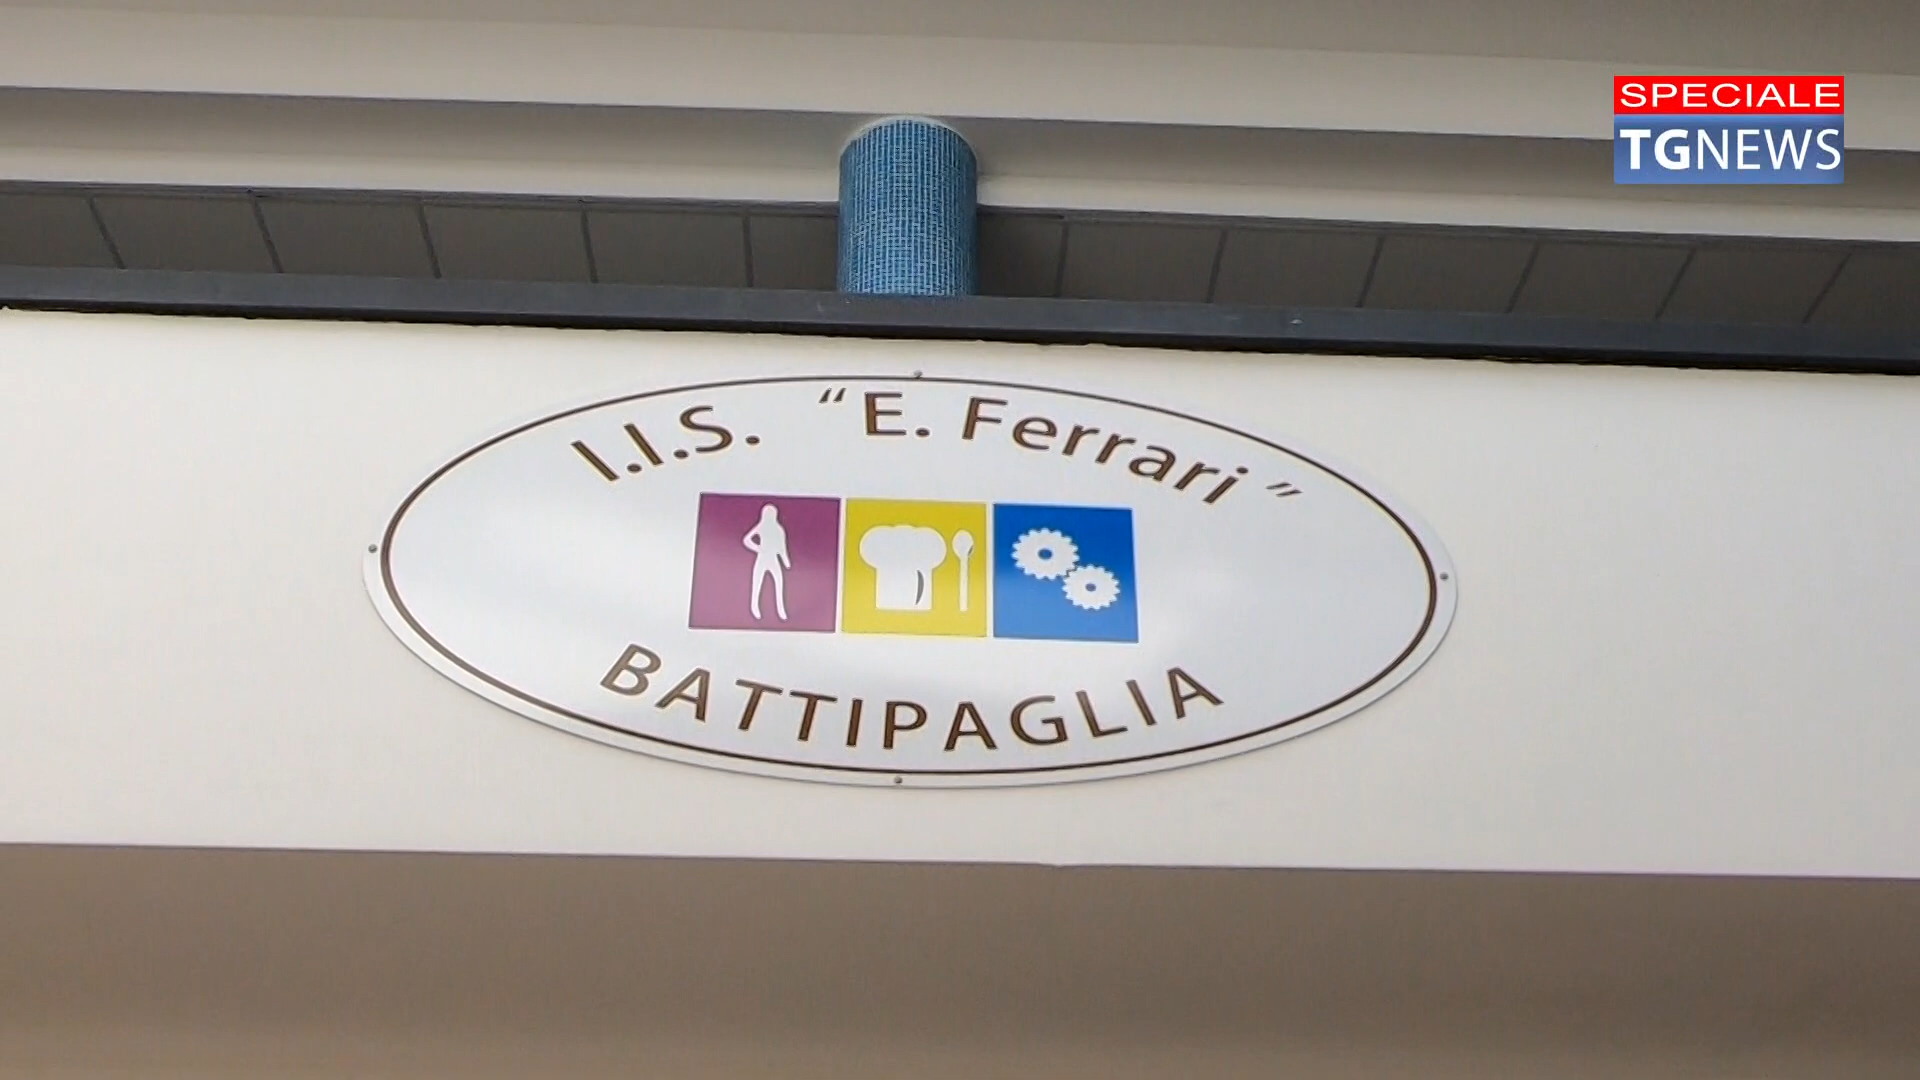 SPECIALE
TGNEWS
I.I.S. “E. Ferrari”
BATTIPAGLIA